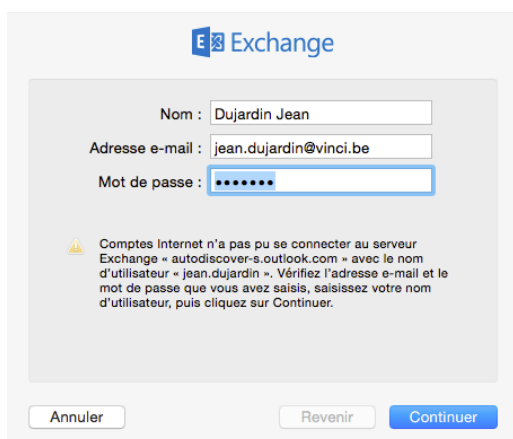 Exchange
Nom : Dujardin Jean
Adresse e-mail : jean.dujardin@vinci.be
Mot de passe : •••••••
Comptes Internet n'a pas pu se connecter au serveur
Exchange « autodiscover-s.outlook.com » avec le nom
d'utilisateur « jean.dujardin ». Vérifiez l'adresse e-mail et le
mot de passe que vous avez saisis, saisissez votre nom
d'utilisateur, puis cliquez sur Continuer.
Annuler Revenir Continuer